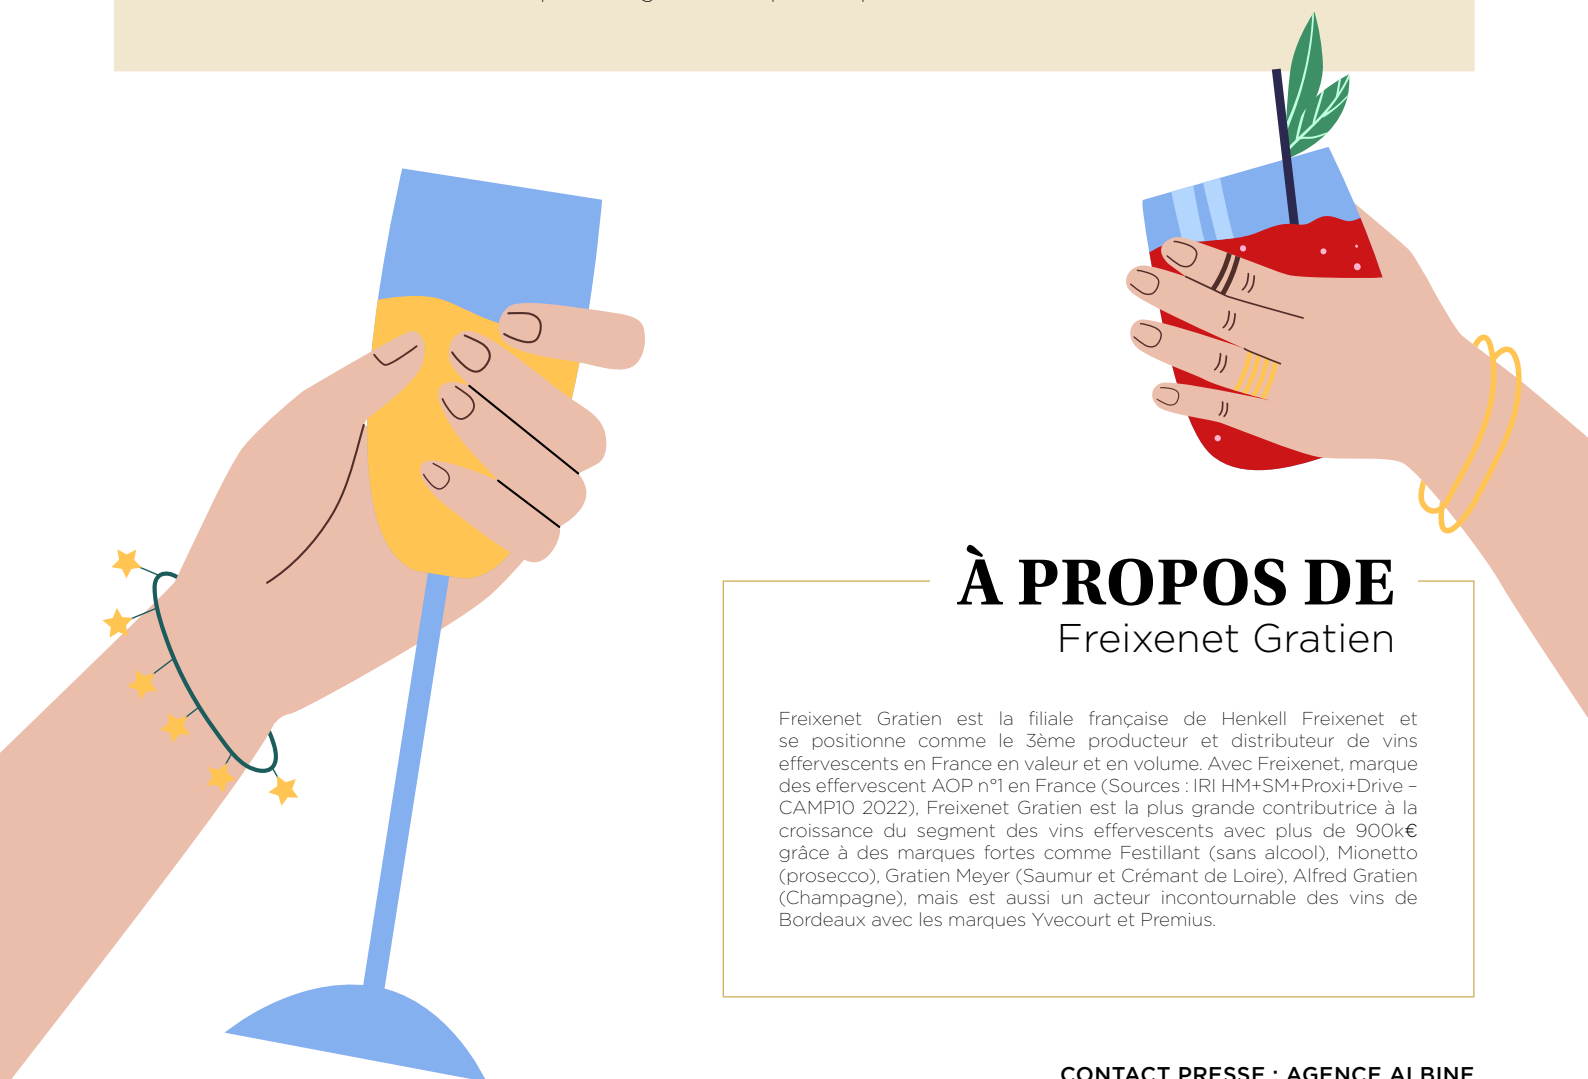 À PROPOS DE
Freixenet Gratien
Freixenet Gratien est la filiale française de Henkell Freixenet et
se positionne comme le 3ème producteur et distributeur de vins
effervescents en France en valeur et en volume. Avec Freixenet, marque
des effervescent AOP n°1 en France (Sources : IRI HM+SM+Proxi+Drive –
CAMP10 2022), Freixenet Gratien est la plus grande contributrice à la
croissance du segment des vins effervescents avec plus de 900k€
grâce à des marques fortes comme Festillant (sans alcool), Mionetto
(prosecco), Gratien Meyer (Saumur et Crémant de Loire), Alfred Gratien
(Champagne), mais est aussi un acteur incontournable des vins de
Bordeaux avec les marques Yvecourt et Premius.
CONTACT PRESSE : AGENCE ALBINE